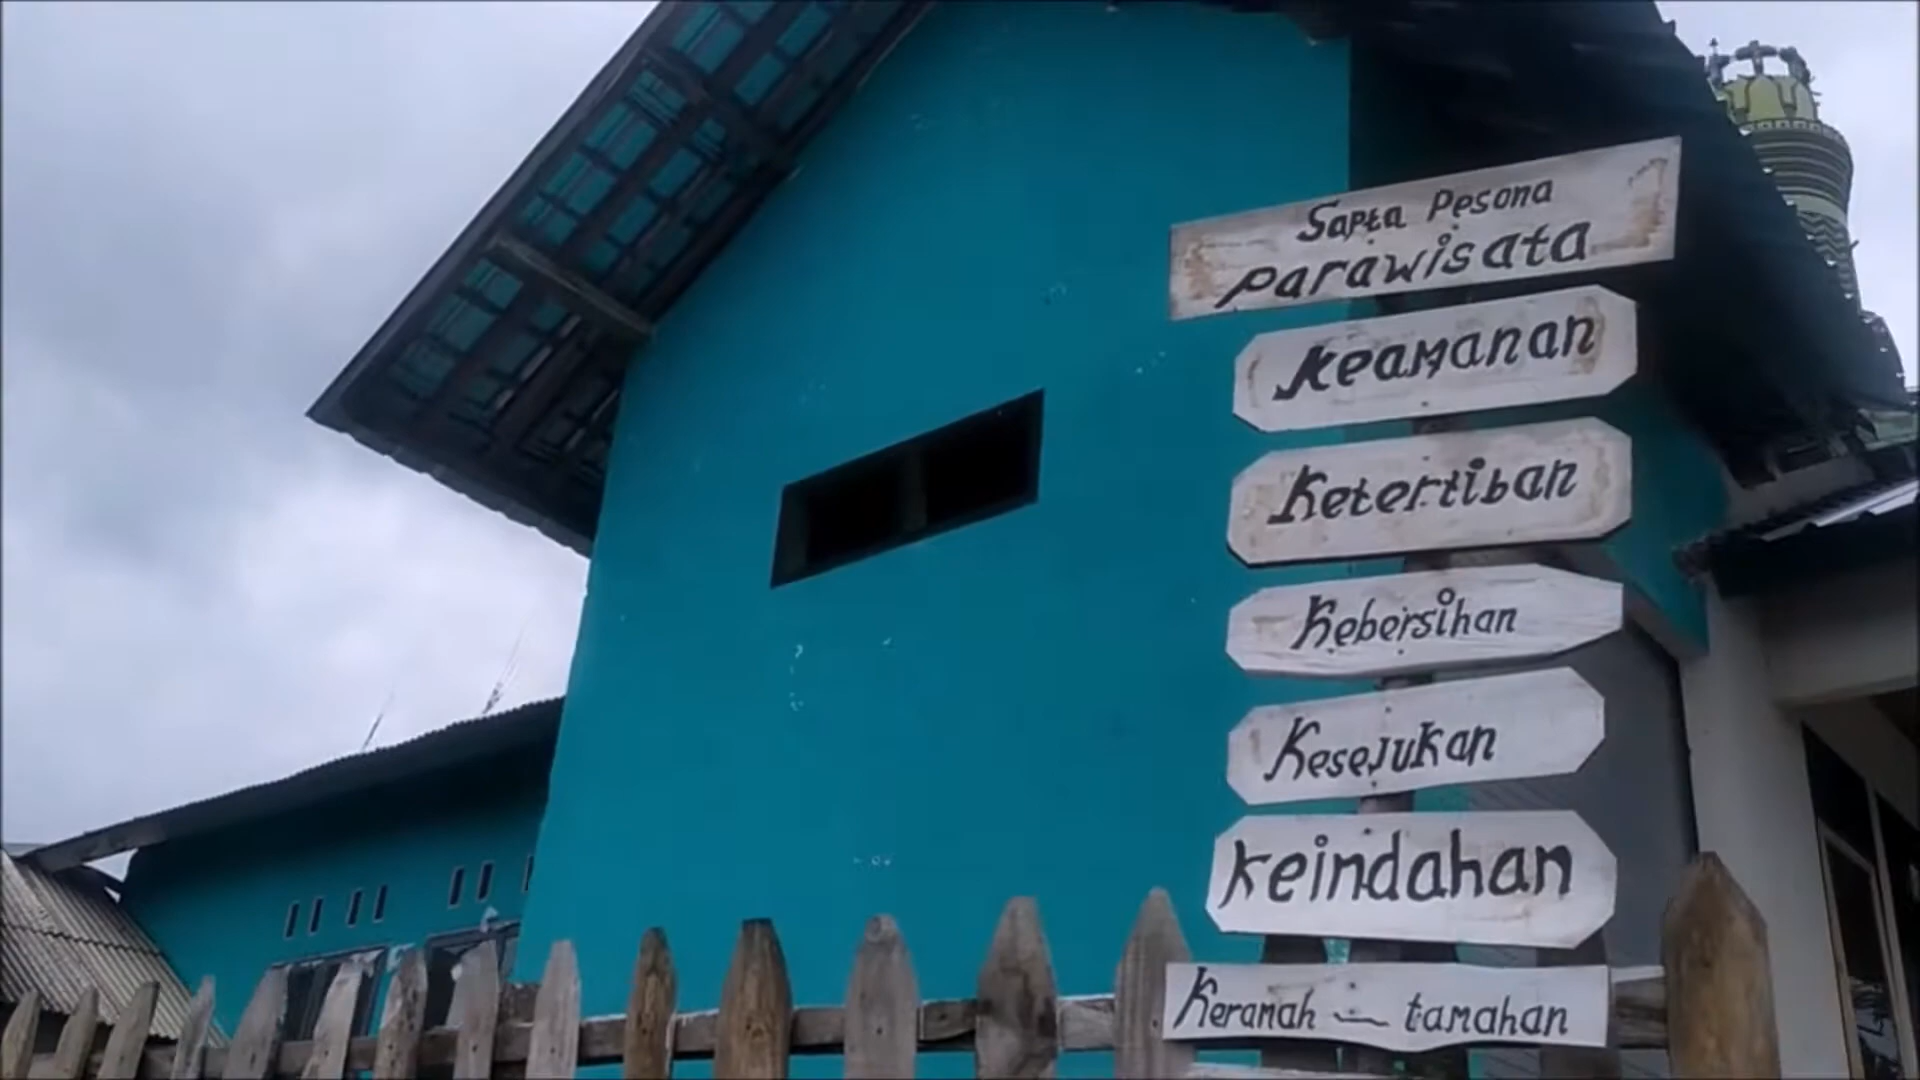 Sapta Pesona
Parawisata
Keamanan
Ketertiban
Kebersihan
Kesejukan
Keindahan
Keramah - tamahan